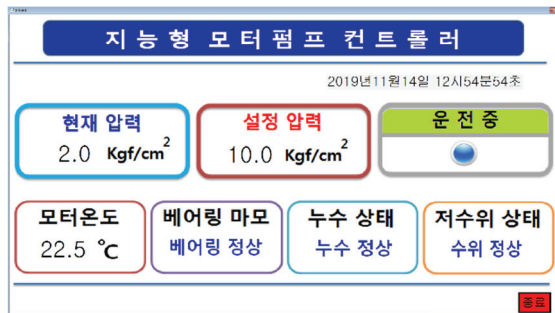 지능형 모터펌프 컨트롤러
2019년11월14일 12시54분54초
현재 압력
2.0 Kgf/cm²
설정 압력
10.0 Kgf/cm²
운 전 중
모터온도
22.5 ℃
베어링 마모
베어링 정상
누수 상태
누수 정상
저수위 상태
수위 정상
종료